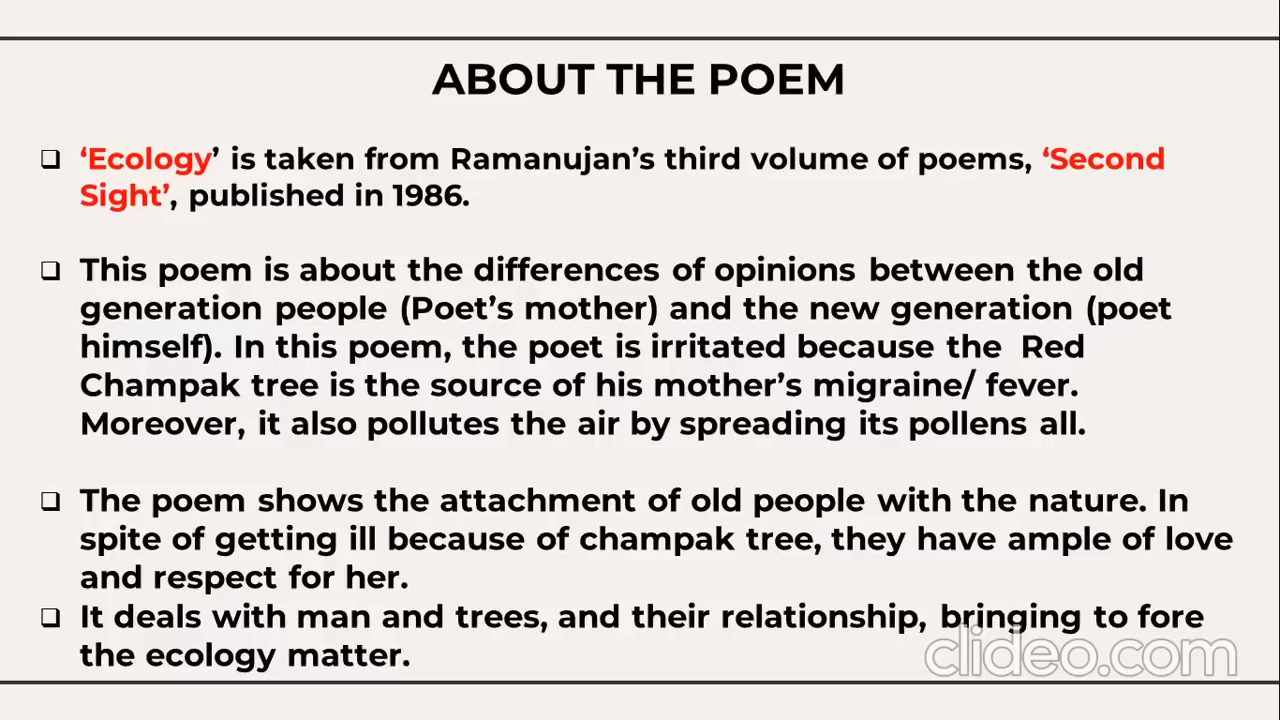 ABOUT THE POEM
❑ ‘Ecology’ is taken from Ramanujan’s third volume of poems, ‘Second
Sight’, published in 1986.
❑ This poem is about the differences of opinions between the old
generation people (Poet’s mother) and the new generation (poet
himself). In this poem, the poet is irritated because the  Red
Champak tree is the source of his mother’s migraine/ fever.
Moreover, it also pollutes the air by spreading its pollens all.
❑ The poem shows the attachment of old people with the nature. In
spite of getting ill because of champak tree, they have ample of love
and respect for her.
❑ It deals with man and trees, and their relationship, bringing to fore
the ecology matter.
clideo.com